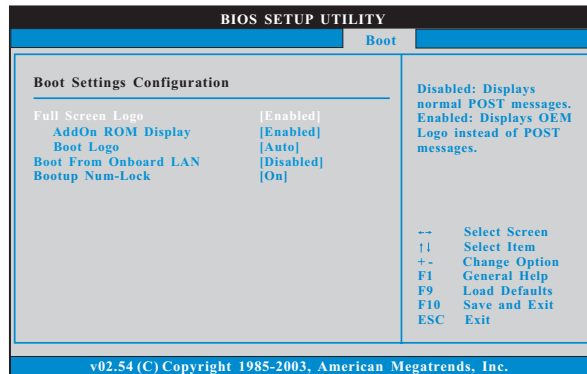 BIOS SETUP UTILITY
Boot
Boot Settings Configuration
Full Screen Logo [Enabled]
AddOn ROM Display [Enabled]
Boot Logo [Auto]
Boot From Onboard LAN [Disabled]
Bootup Num-Lock [On]
Disabled: Displays
normal POST messages.
Enabled: Displays OEM
Logo instead of POST
messages.
←→ Select Screen
↑↓ Select Item
+ - Change Option
F1 General Help
F9 Load Defaults
F10 Save and Exit
ESC Exit
v02.54 (C) Copyright 1985-2003, American Megatrends, Inc.